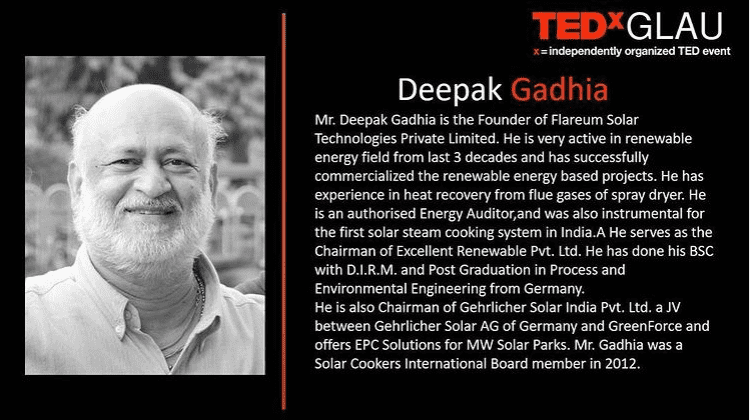 TEDxGLAU
x=independently organized TED event
Deepak Gadhia
Mr. Deepak Gadhia is the Founder of Flareum Solar
Technologies Private Limited. He is very active in renewable
energy field from last 3 decades and has successfully
commercialized the renewable energy based projects. He has
experience in heat recovery from flue gases of spray dryer. He
is an authorised Energy Auditor,and was also instrumental for
the first solar steam cooking system in India.A He serves as the
Chairman of Excellent Renewable Pvt. Ltd. He has done his BSC
with D.I.R.M. and Post Graduation in Process and
Environmental Engineering from Germany.
He is also Chairman of Gehrlicher Solar India Pvt. Ltd. a JV
between Gehrlicher Solar AG of Germany and GreenForce and
offers EPC Solutions for MW Solar Parks. Mr. Gadhia was a
Solar Cookers International Board member in 2012.